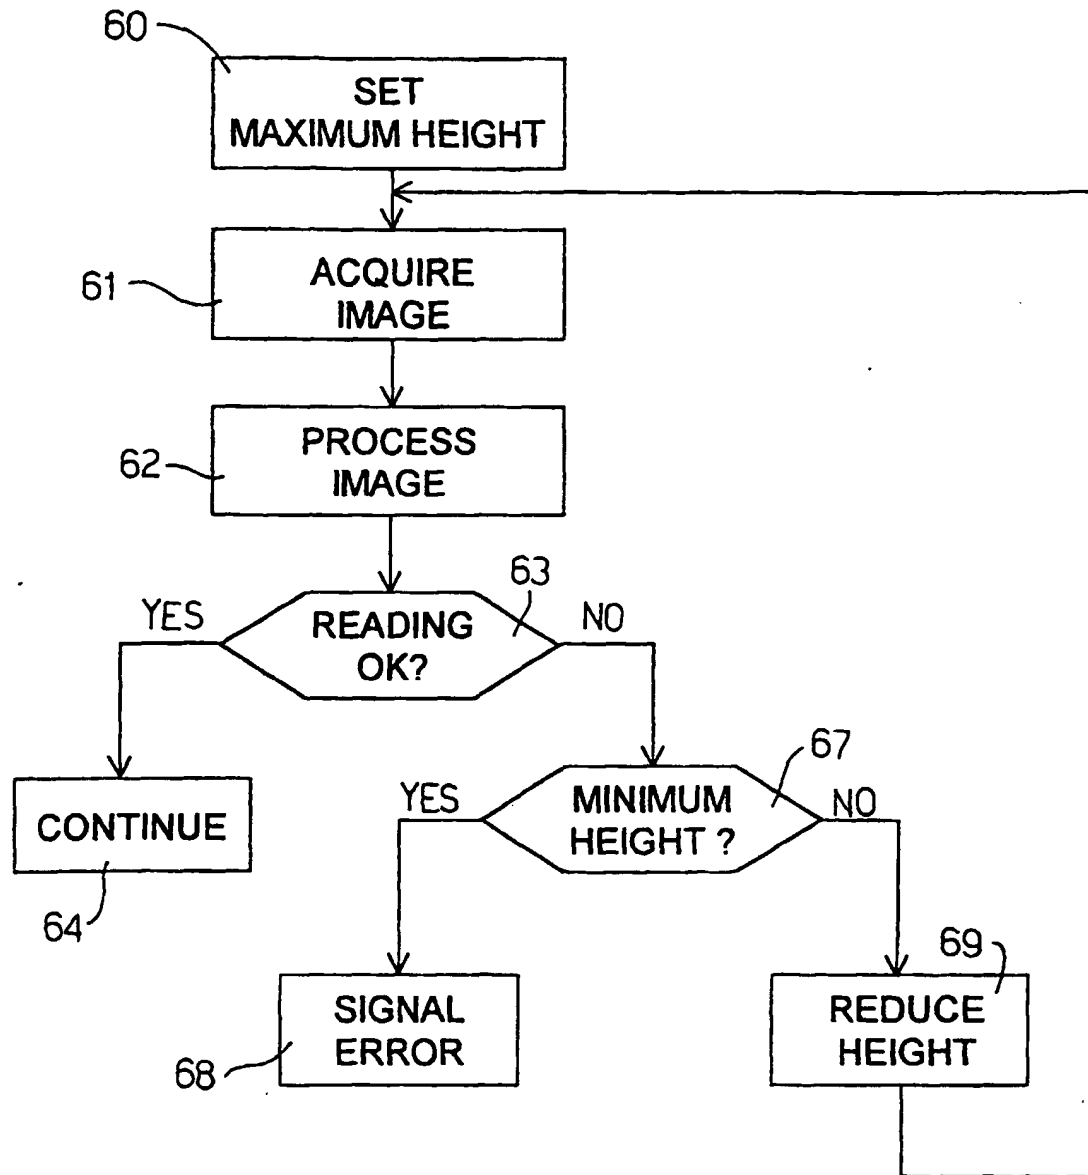 60
SET
MAXIMUM HEIGHT
61
ACQUIRE
IMAGE
62
PROCESS
IMAGE
63
YES
READING
OK?
NO
67
CONTINUE
64
YES
MINIMUM
HEIGHT ?
NO
69
SIGNAL
ERROR
68
REDUCE
HEIGHT